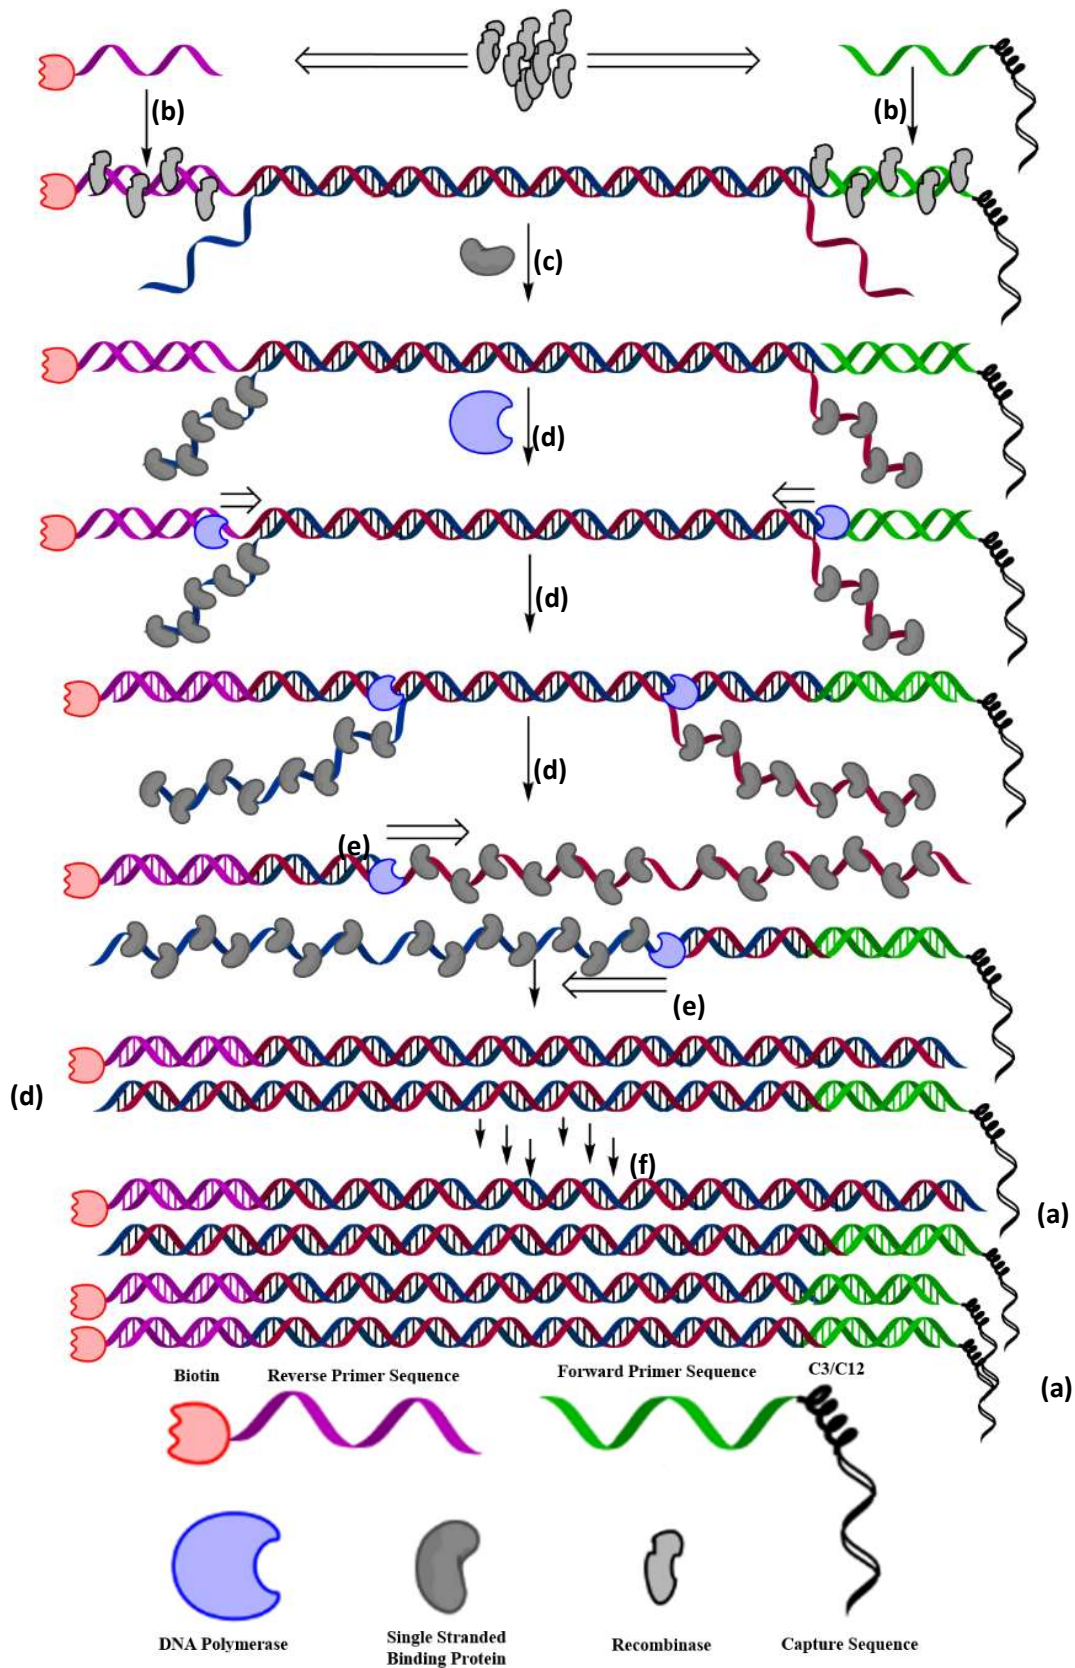 (b)
(b)
(c)
(d)
(d)
(d)
(e)
(e)
(d)
(f)
(a)
Biotin Reverse Primer Sequence Forward Primer Sequence C3/C12
(a)
DNA Polymerase
Single Stranded
Binding Protein
Recombinase
Capture Sequence